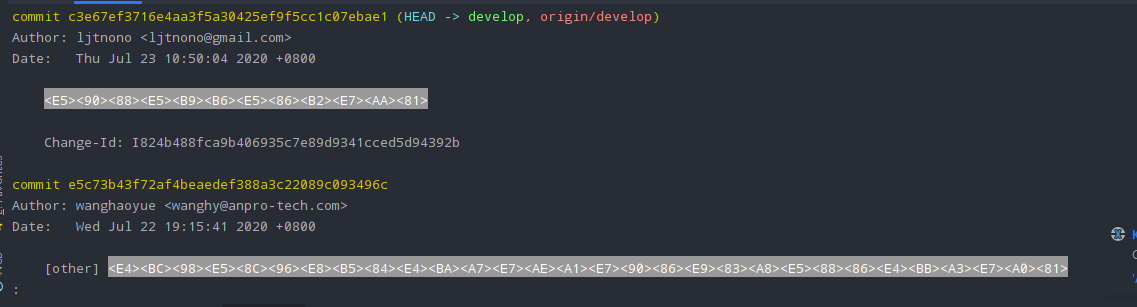 commit c3e67ef3716e4aa3f5a30425ef9f5cc1c07ebae1 (HEAD -> develop, origin/develop)
Author: ljtnono <ljtnono@gmail.com>
Date:   Thu Jul 23 10:50:04 2020 +0800
<E5><90><88><E5><B9><B6><E5><86><B2><E7><AA><81>
Change-Id: I824b488fca9b406935c7e89d9341cced5d94392b
commit e5c73b43f72af4beaedef388a3c22089c093496c
Author: wanghaoyue <wanghy@anpro-tech.com>
Date:   Wed Jul 22 19:15:41 2020 +0800
[other] <E4><BC><98><E5><8C><96><E8><B5><84><E4><BA><A7><E7><AE><A1><E7><90><86><E9><83><A8><E5><88><86><E4><BB><A3><E7><A0><81>
: